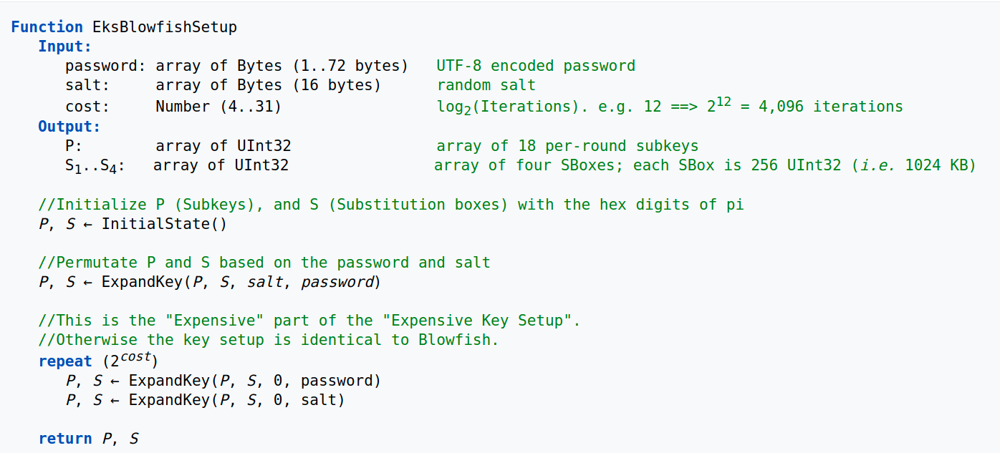 Function EksBlowfishSetup
   Input:
      password: array of Bytes (1..72 bytes)   UTF-8 encoded password
      salt:     array of Bytes (16 bytes)      random salt
      cost:     Number (4..31)                 log₂(Iterations). e.g. 12 ==> 2¹² = 4,096 iterations
   Output:
      P:        array of UInt32                array of 18 per-round subkeys
      S₁..S₄:   array of UInt32                array of four SBoxes; each SBox is 256 UInt32 (i.e. 1024 KB)

   //Initialize P (Subkeys), and S (Substitution boxes) with the hex digits of pi
   P, S ← InitialState()

   //Permutate P and S based on the password and salt
   P, S ← ExpandKey(P, S, salt, password)

   //This is the "Expensive" part of the "Expensive Key Setup".
   //Otherwise the key setup is identical to Blowfish.
   repeat (2^cost)
      P, S ← ExpandKey(P, S, 0, password)
      P, S ← ExpandKey(P, S, 0, salt)

   return P, S